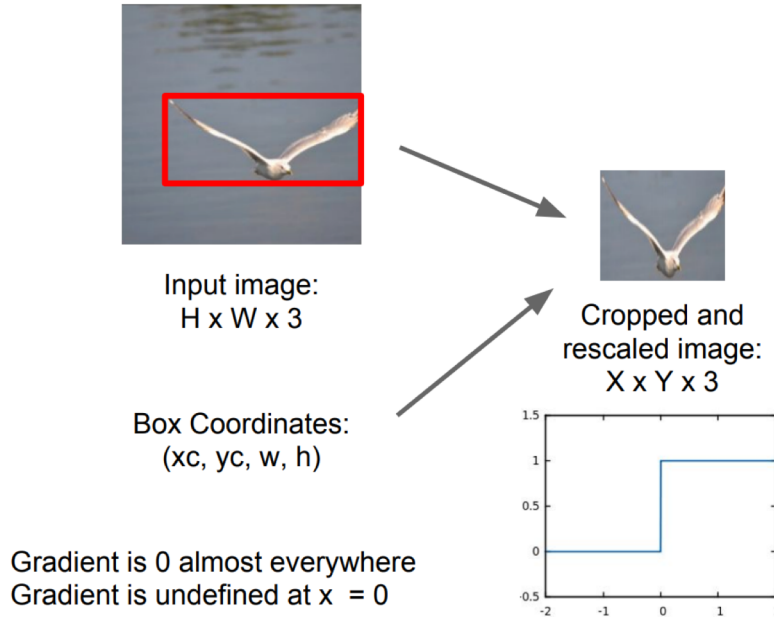 Input image:
H x W x 3
Cropped and
rescaled image:
X x Y x 3
Box Coordinates:
(xc, yc, w, h)
1.5
1
0.5
0
-0.5
-2
-1
0
1
Gradient is 0 almost everywhere
Gradient is undefined at x = 0